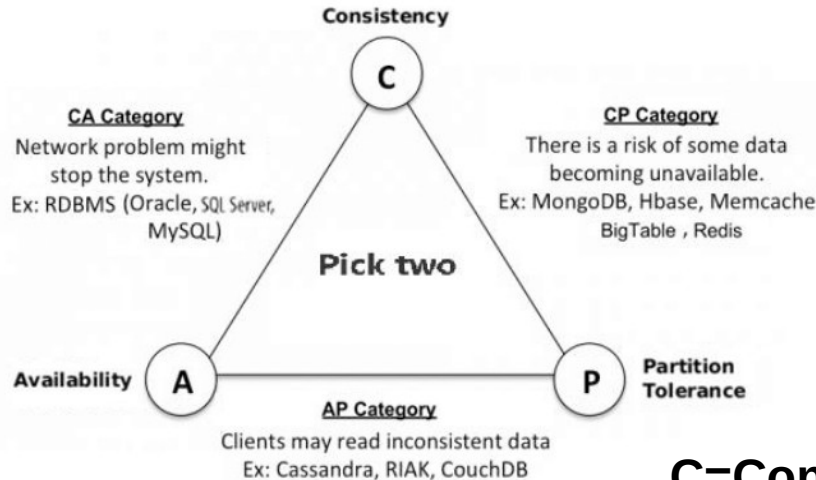 Consistency
C
CA Category
Network problem might
stop the system.
Ex: RDBMS (Oracle, SQL Server,
MySQL)
CP Category
There is a risk of some data
becoming unavailable.
Ex: MongoDB, Hbase, Memcache
BigTable , Redis
Pick two
Availability
A
P
Partition
Tolerance
AP Category
Clients may read inconsistent data
Ex: Cassandra, RIAK, CouchDB
C=Con